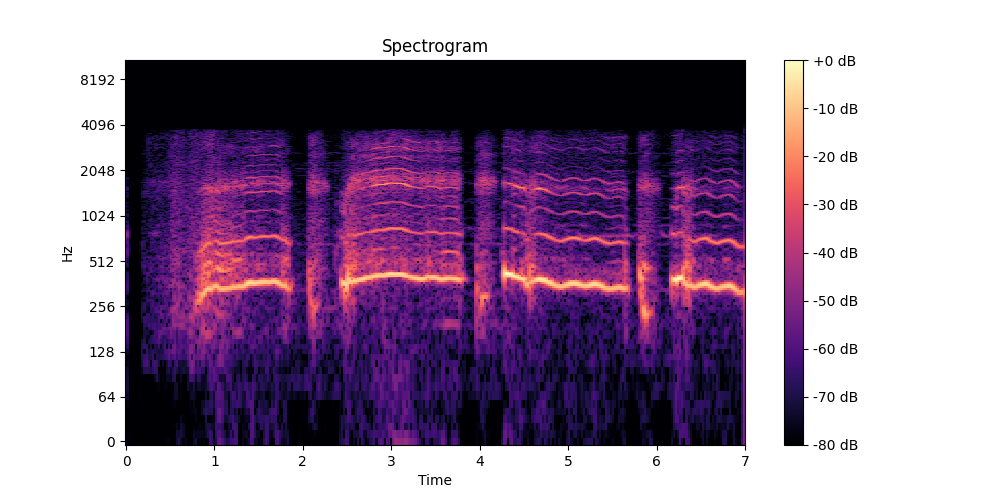 Spectrogram
8192
4096
2048
1024
512
256
128
64
0
Hz
0 1 2 3 4 5 6 7
Time
+0 dB
-10 dB
-20 dB
-30 dB
-40 dB
-50 dB
-60 dB
-70 dB
-80 dB